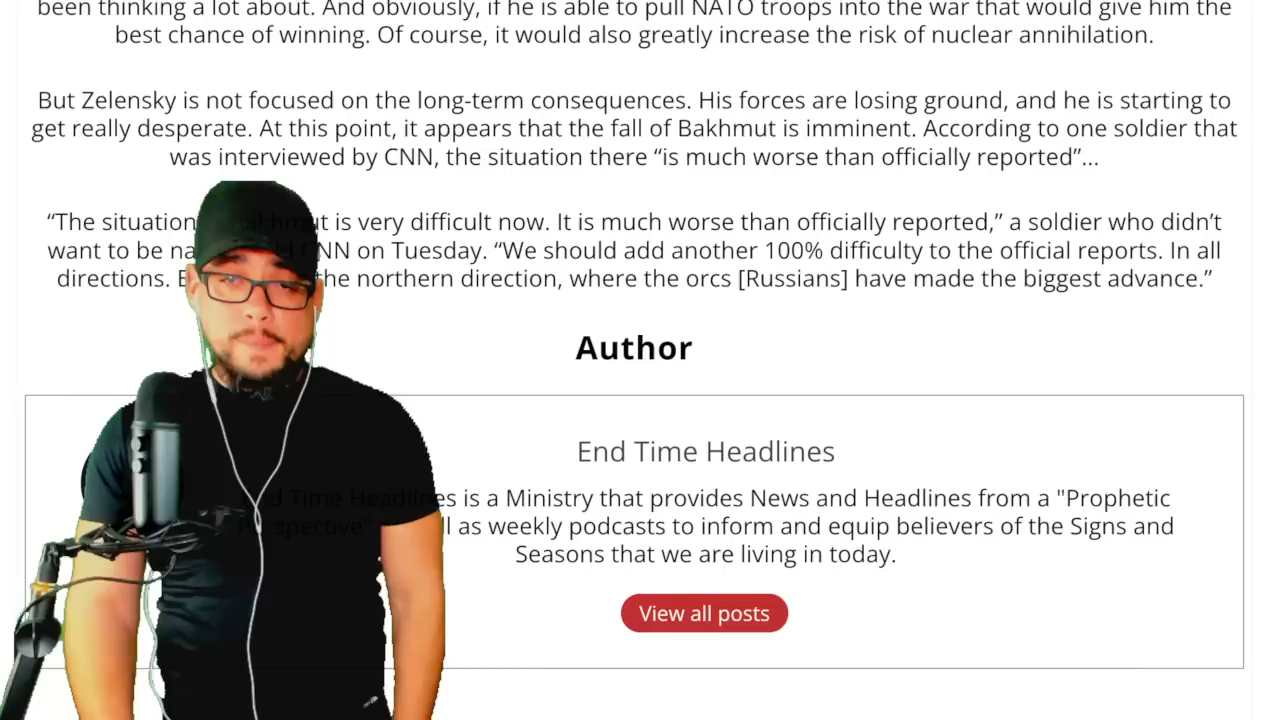 been thinking a lot about. And obviously, if he is able to pull NATO troops into the war that would give him the
best chance of winning. Of course, it would also greatly increase the risk of nuclear annihilation.
But Zelensky is not focused on the long-term consequences. His forces are losing ground, and he is starting to
get really desperate. At this point, it appears that the fall of Bakhmut is imminent. According to one soldier that
was interviewed by CNN, the situation there “is much worse than officially reported”…
“The situation Bakhmut is very difficult now. It is much worse than officially reported,” a soldier who didn’t
want to be CNN on Tuesday. “We should add another 100% difficulty to the official reports. In all
directions. the northern direction, where the orcs [Russians] have made the biggest advance.”
Author
End Time Headlines
End Time Headlines is a Ministry that provides News and Headlines from a "Prophetic
as weekly podcasts to inform and equip believers of the Signs and
Seasons that we are living in today.
View all posts